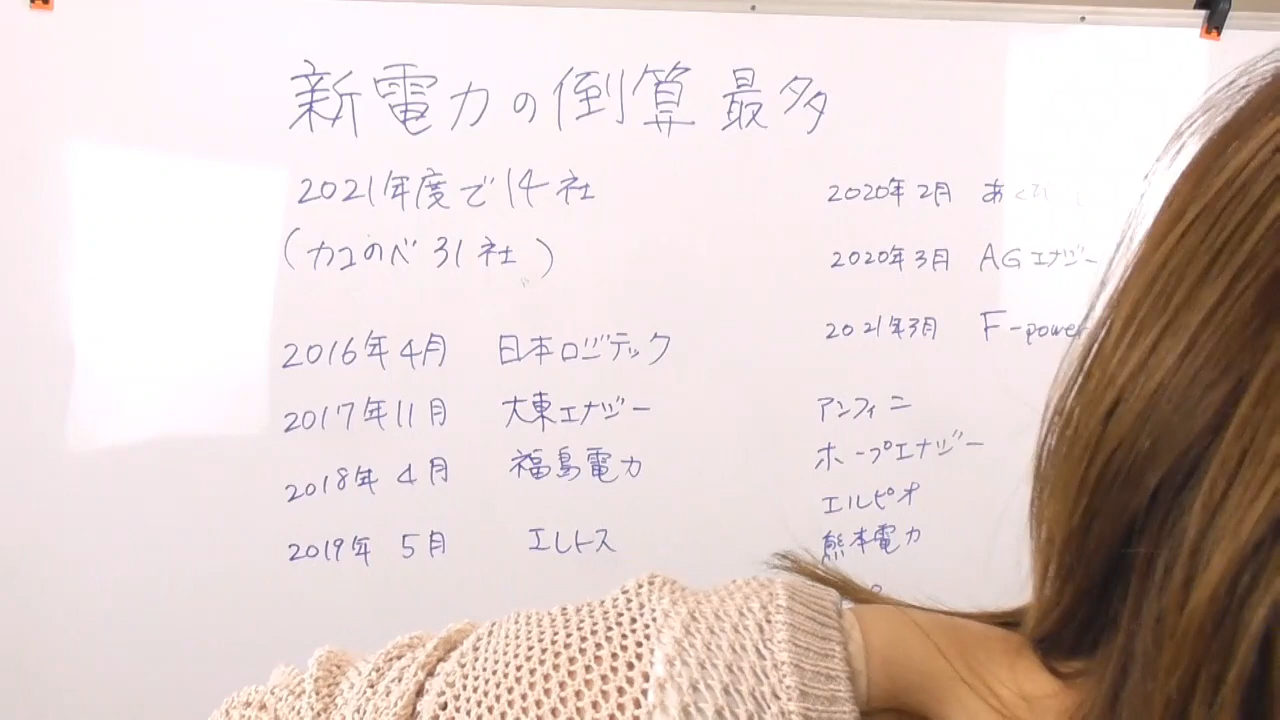 新電力の倒算最多
2021年度で14社
(カコのべ31社)
2016年4月 日本ロジテック
2017年11月 大東エナジー
2018年4月 福島電力
2019年5月 エレトス
2020年2月 あくび
2020年3月 AGエナジー
2021年3月 F-power
アンフィニ
ホープエナジー
エルピオ
熊本電力